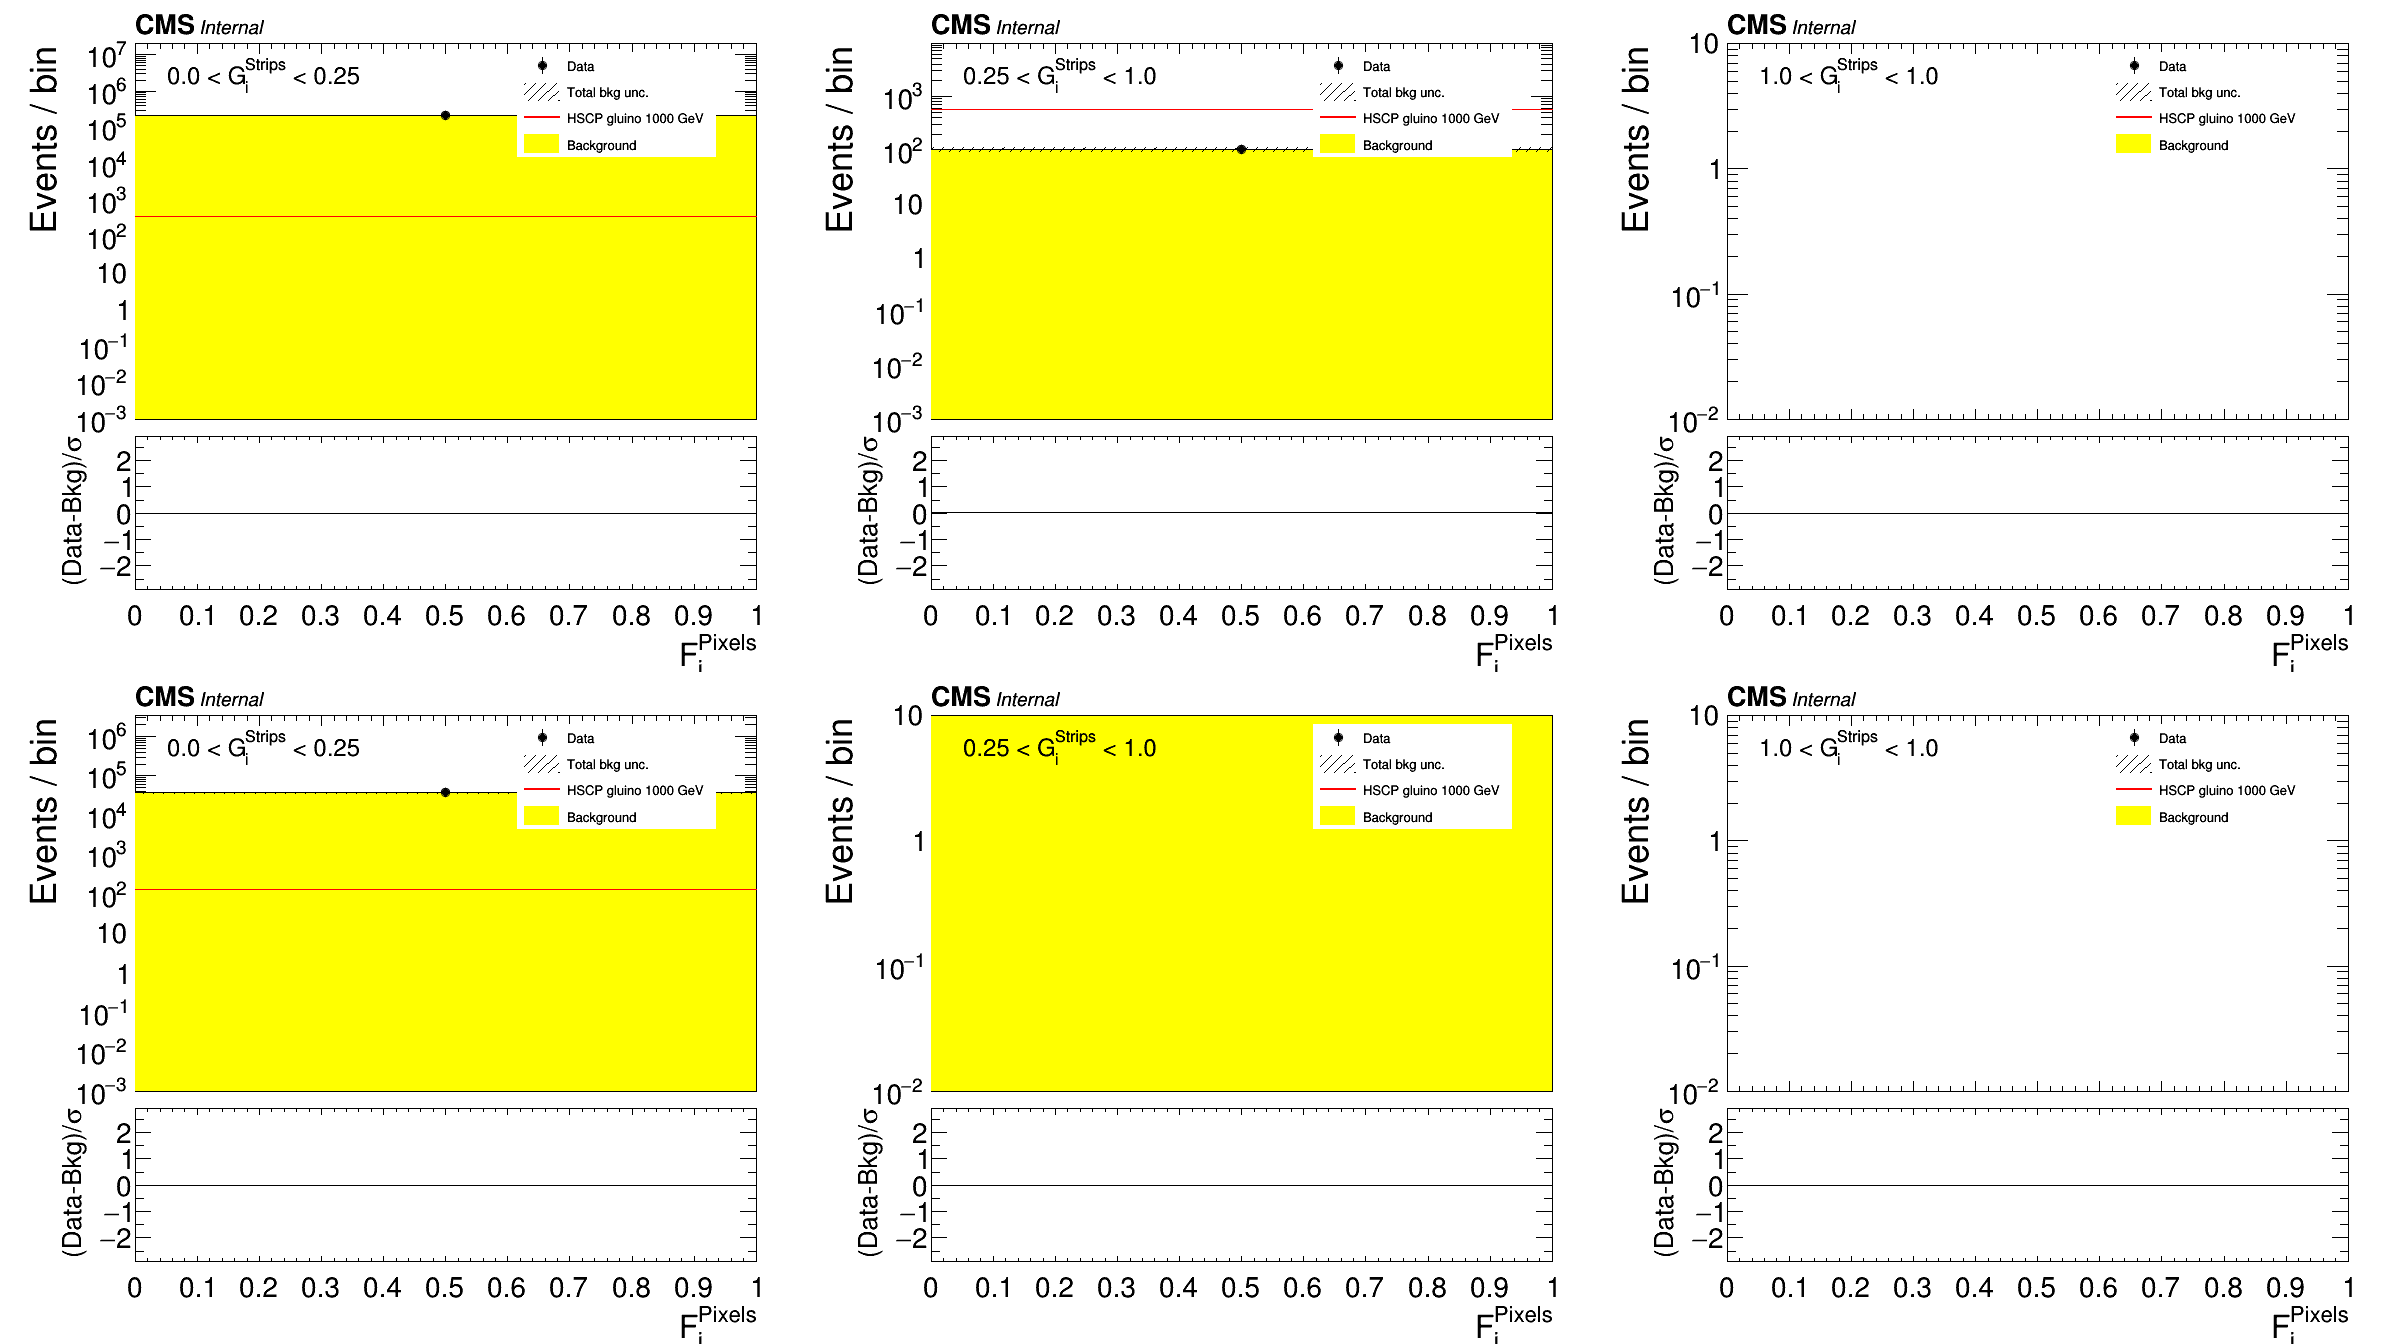 CMS Internal
Events / bin
10^7
10^6
10^5
10^4
10^3
10^2
10
1
10^−1
10^−2
10^−3
0.0 < G_i^Strips < 0.25
Data
Total bkg unc.
HSCP gluino 1000 GeV
Background
(Data-Bkg)/σ
2
1
0
−1
−2
0 0.1 0.2 0.3 0.4 0.5 0.6 0.7 0.8 0.9 1
F_i^Pixels
CMS Internal
Events / bin
10^3
10^2
10
1
10^−1
10^−2
10^−3
0.25 < G_i^Strips < 1.0
Data
Total bkg unc.
HSCP gluino 1000 GeV
Background
(Data-Bkg)/σ
2
1
0
−1
−2
0 0.1 0.2 0.3 0.4 0.5 0.6 0.7 0.8 0.9 1
F_i^Pixels
CMS Internal
Events / bin
10
1
10^−1
10^−2
1.0 < G_i^Strips < 1.0
Data
Total bkg unc.
HSCP gluino 1000 GeV
Background
(Data-Bkg)/σ
2
1
0
−1
−2
0 0.1 0.2 0.3 0.4 0.5 0.6 0.7 0.8 0.9 1
F_i^Pixels
CMS Internal
Events / bin
10^6
10^5
10^4
10^3
10^2
10
1
10^−1
10^−2
10^−3
0.0 < G_i^Strips < 0.25
Data
Total bkg unc.
HSCP gluino 1000 GeV
Background
(Data-Bkg)/σ
2
1
0
−1
−2
0 0.1 0.2 0.3 0.4 0.5 0.6 0.7 0.8 0.9 1
F_i^Pixels
CMS Internal
Events / bin
10
1
10^−1
10^−2
0.25 < G_i^Strips < 1.0
Data
Total bkg unc.
HSCP gluino 1000 GeV
Background
(Data-Bkg)/σ
2
1
0
−1
−2
0 0.1 0.2 0.3 0.4 0.5 0.6 0.7 0.8 0.9 1
F_i^Pixels
CMS Internal
Events / bin
10
1
10^−1
10^−2
1.0 < G_i^Strips < 1.0
Data
Total bkg unc.
HSCP gluino 1000 GeV
Background
(Data-Bkg)/σ
2
1
0
−1
−2
0 0.1 0.2 0.3 0.4 0.5 0.6 0.7 0.8 0.9 1
F_i^Pixels